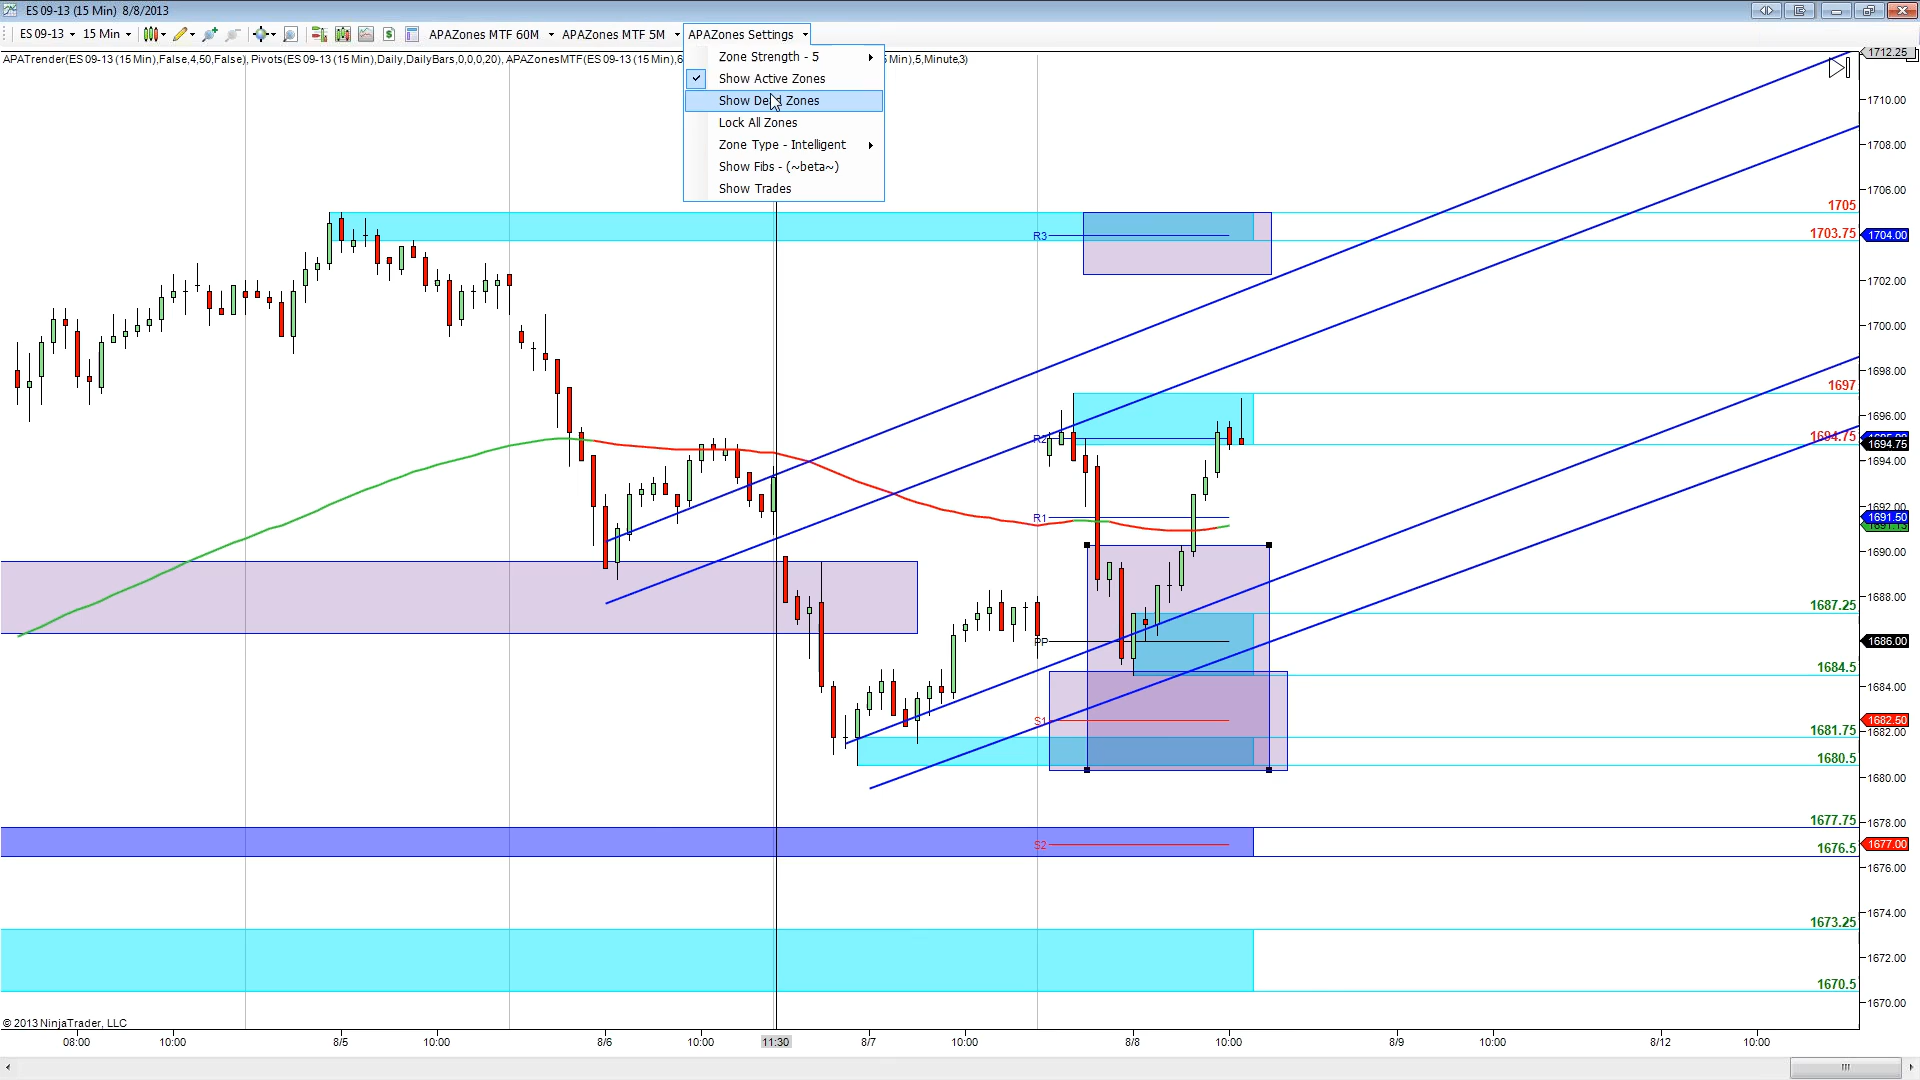 ES 09-13 (15 Min)  8/8/2013
ES 09-13 15 Min $ APAZones MTF 60M APAZones MTF 5M APAZones Settings
APATrender(ES 09-13 (15 Min),False,4,50,False), Pivots(ES 09-13 (15 Min),Daily,DailyBars,0,0,0,20), APAZonesMTF(ES 09-13 (15 Min),6
Min),5,Minute,3)
Zone Strength - 5
Show Active Zones
Show Dead Zones
Lock All Zones
Zone Type - Intelligent
Show Fibs - (~beta~)
Show Trades
1712.25
1710.00
1708.00
1706.00
1705
1703.75
1704.00
R3
1702.00
1700.00
1698.00
1697
1696.00
R2
1694.75
1694.75
1694.00
1692.00
R1
1691.50
1690.00
1688.00
1687.25
PP
1686.00
1684.5
1684.00
S1
1682.50
1681.75
1682.00
1680.5
1680.00
1677.75
1678.00
S2
1677.00
1676.5
1676.00
1674.00
1673.25
1672.00
1670.5
1670.00
© 2013 NinjaTrader, LLC
08:00 10:00 8/5 10:00 8/6 10:00 11:30 8/7 10:00 8/8 10:00 8/9 10:00 8/12 10:00